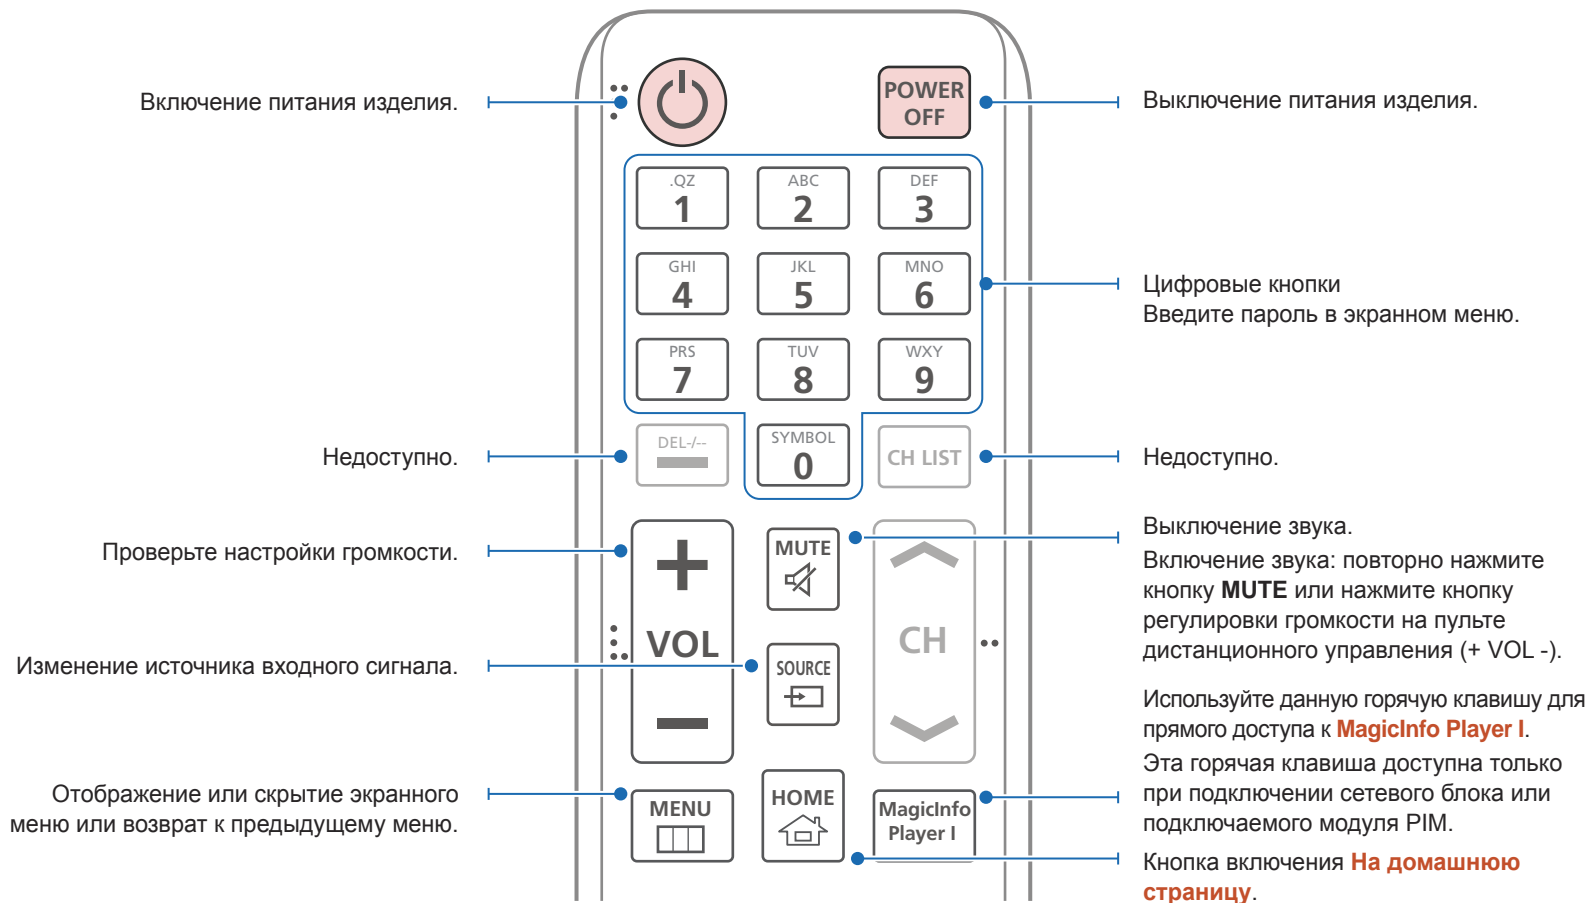 Включение питания изделия.
POWER
OFF
Выключение питания изделия.
.QZ
1
ABC
2
DEF
3
GHI
4
JKL
5
MNO
6
Цифровые кнопки
Введите пароль в экранном меню.
PRS
7
TUV
8
WXY
9
Недоступно.
DEL-/--
SYMBOL
0
CH LIST
Недоступно.
Проверьте настройки громкости.
+
VOL
−
MUTE
CH
Выключение звука.
Включение звука: повторно нажмите
кнопку MUTE или нажмите кнопку
регулировки громкости на пульте
дистанционного управления (+ VOL -).
Изменение источника входного сигнала.
SOURCE
Используйте данную горячую клавишу для
прямого доступа к MagicInfo Player I.
Эта горячая клавиша доступна только
при подключении сетевого блока или
подключаемого модуля PIM.
Отображение или скрытие экранного
меню или возврат к предыдущему меню.
MENU
HOME
MagicInfo
Player I
Кнопка включения На домашнюю
страницу.